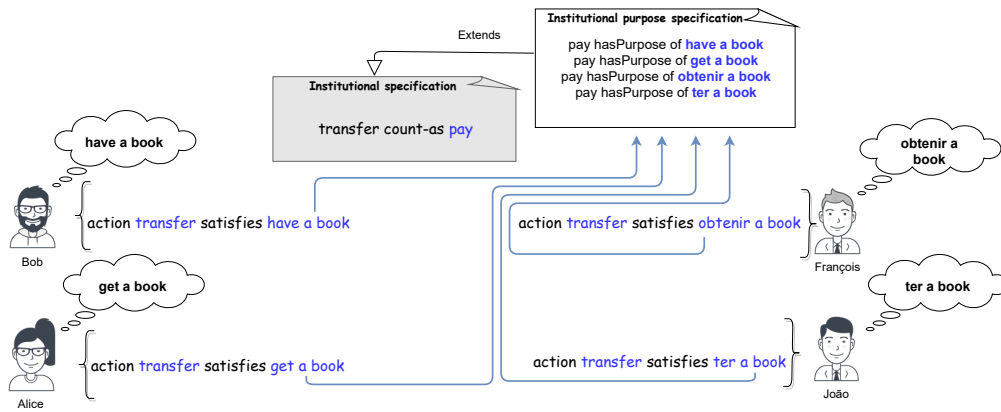 Institutional purpose specification
pay hasPurpose of have a book
pay hasPurpose of get a book
pay hasPurpose of obtenir a book
pay hasPurpose of ter a book
Extends
Institutional specification
transfer count-as pay
have a book
action transfer satisfies have a book
Bob
obtenir a
book
action transfer satisfies obtenir a book
François
get a book
action transfer satisfies get a book
Alice
ter a book
action transfer satisfies ter a book
João